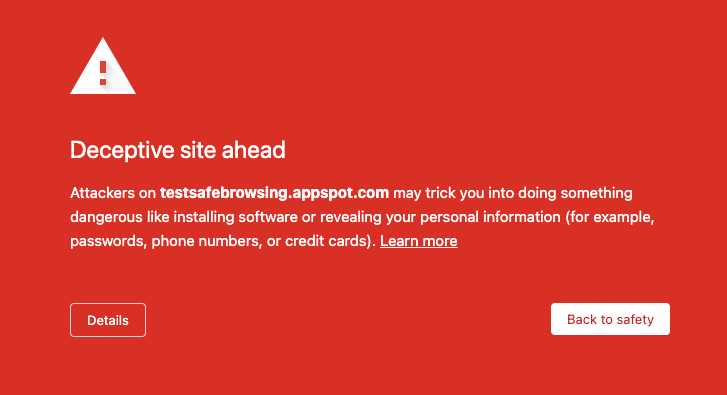 Deceptive site ahead
Attackers on testsafebrowsing.appspot.com may trick you into doing something
dangerous like installing software or revealing your personal information (for example,
passwords, phone numbers, or credit cards). Learn more
Details
Back to safety